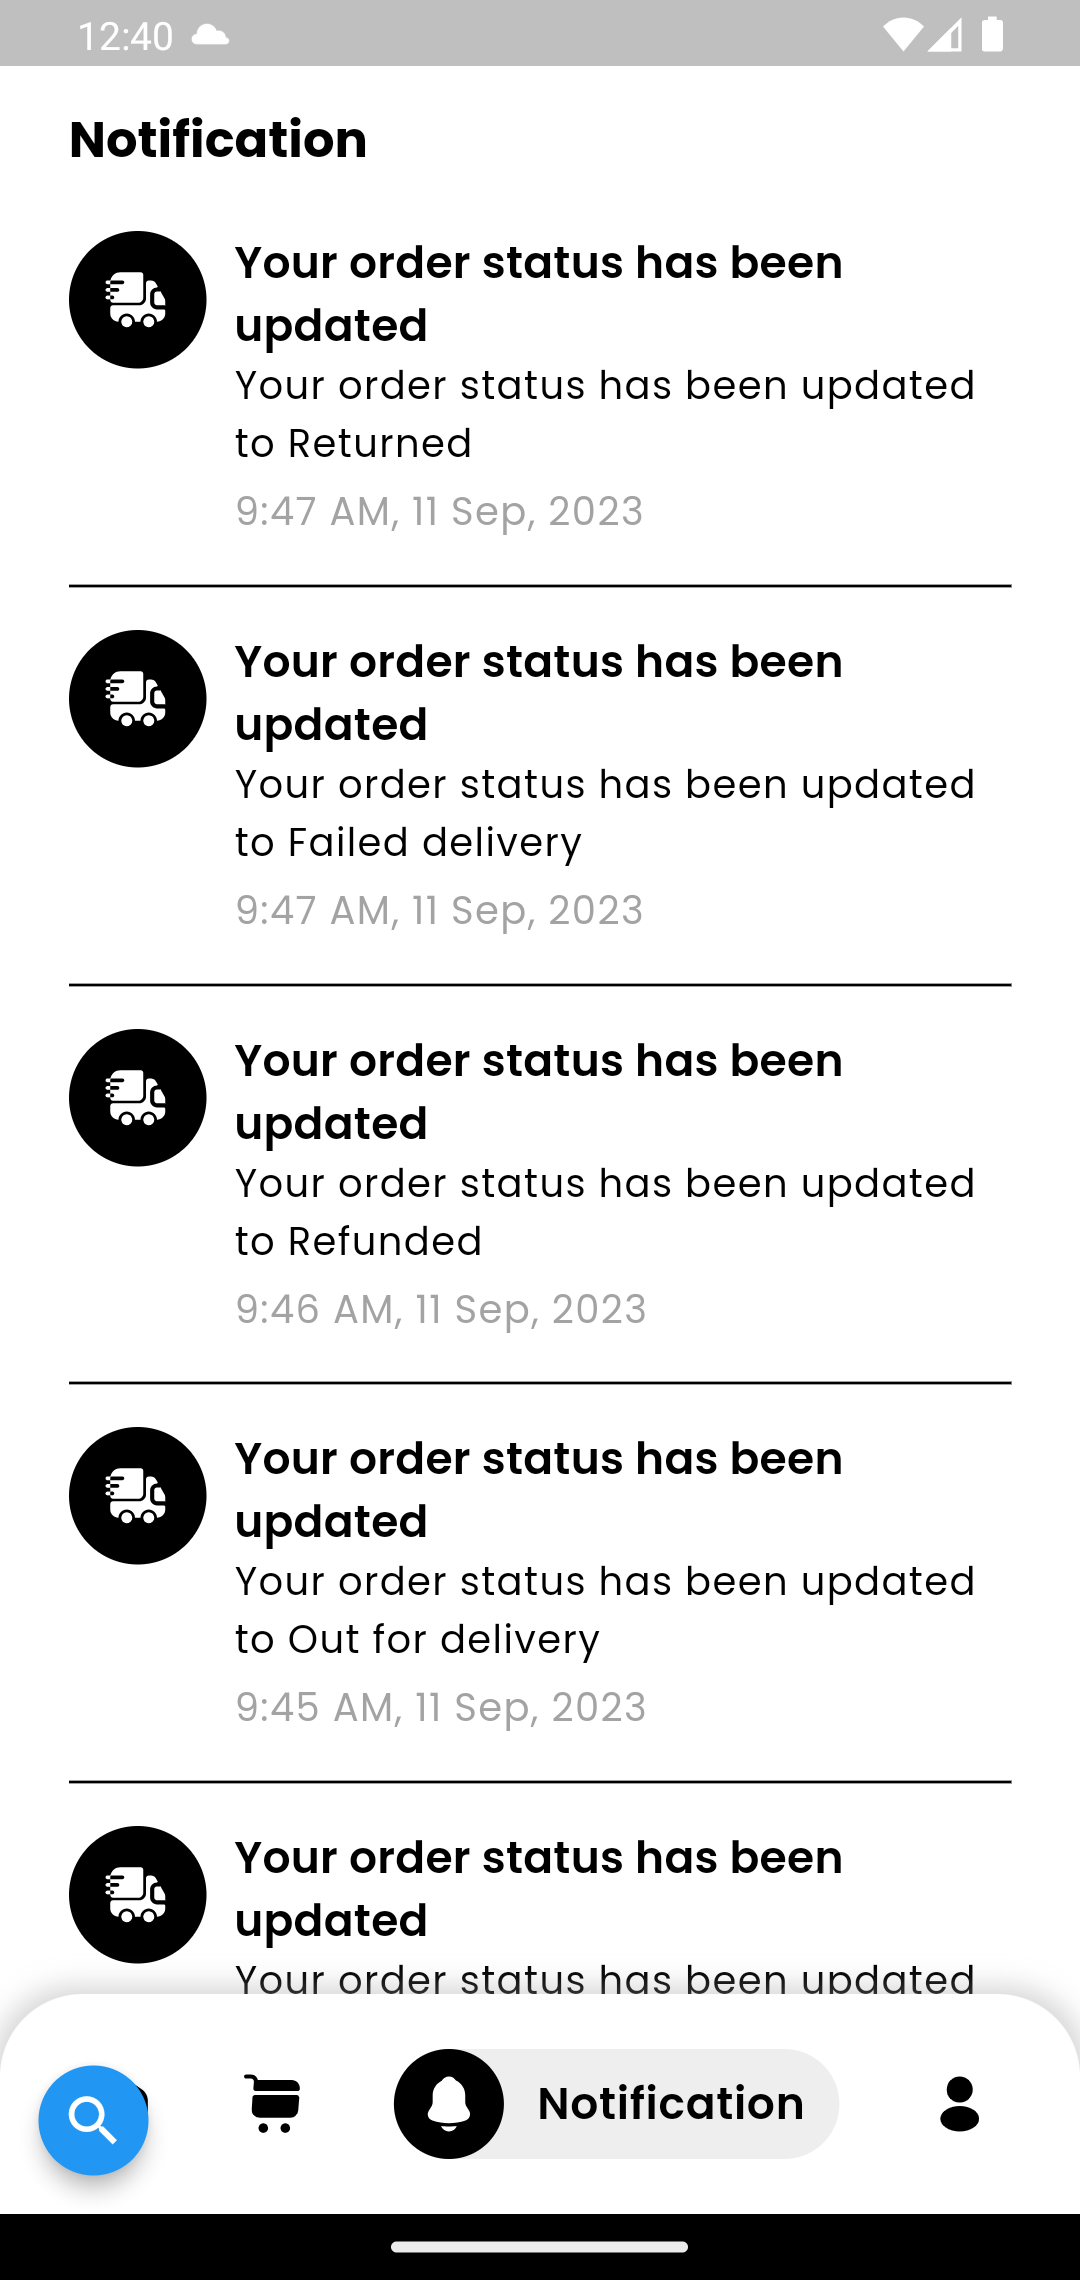 12:40
Notification
Your order status has been
updated
Your order status has been updated
to Returned
9:47 AM, 11 Sep, 2023
Your order status has been
updated
Your order status has been updated
to Failed delivery
9:47 AM, 11 Sep, 2023
Your order status has been
updated
Your order status has been updated
to Refunded
9:46 AM, 11 Sep, 2023
Your order status has been
updated
Your order status has been updated
to Out for delivery
9:45 AM, 11 Sep, 2023
Your order status has been
updated
Your order status has been updated
Notification